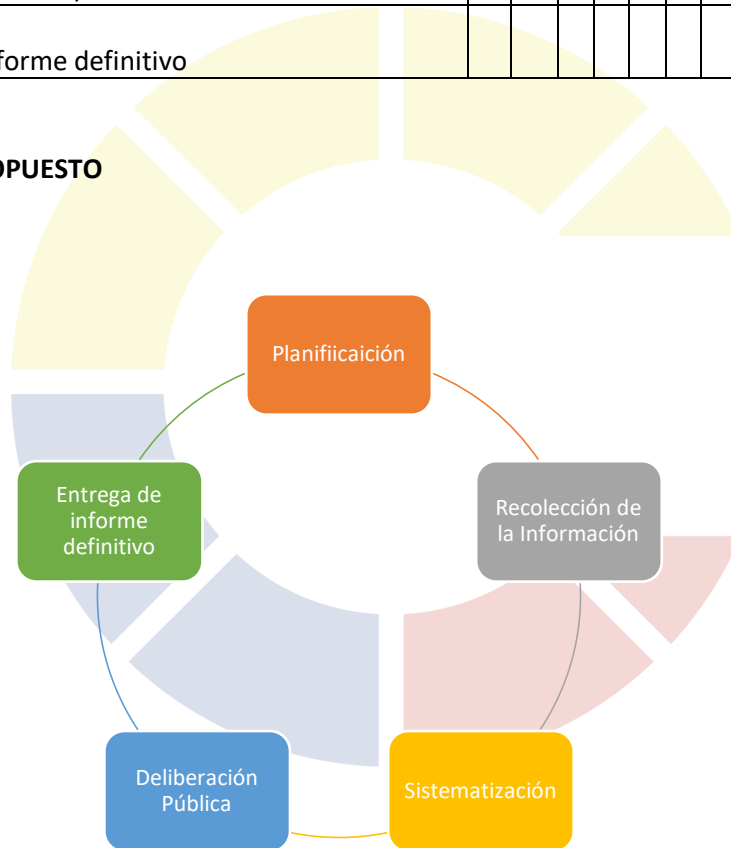 forme definitivo
OPUESTO
Planifiicaición
Entrega de
informe
definitivo
Recolección de
la Información
Deliberación
Pública
Sistematización